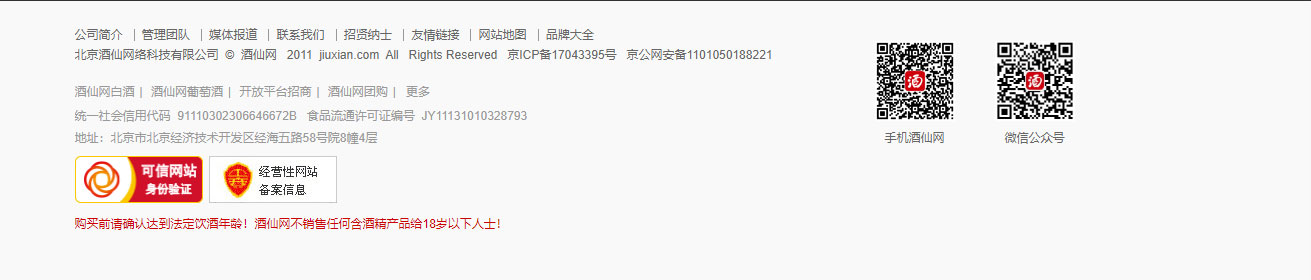 公司简介 ｜管理团队 ｜媒体报道 ｜联系我们 ｜招贤纳士 ｜友情链接 ｜网站地图 ｜品牌大全
北京酒仙网络科技有限公司 © 酒仙网 2011 jiuxian.com All Rights Reserved 京ICP备17043395号 京公网安备1101050188221
酒仙网白酒 | 酒仙网葡萄酒 | 开放平台招商 | 酒仙网团购 | 更多
统一社会信用代码 91110302306646672B 食品流通许可证编号 JY11131010328793
地址：北京市北京经济技术开发区经海五路58号院8幢4层
可信网站
身份验证
经营性网站
备案信息
购买前请确认达到法定饮酒年龄！酒仙网不销售任何含酒精产品给18岁以下人士！
酒
手机酒仙网
酒
微信公众号